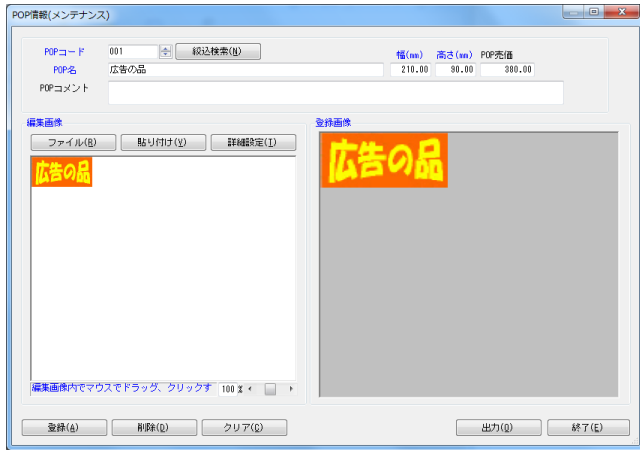 POP情報(メンテナンス)
POPコード 001 絞込検索(N) 幅(mm) 高さ(mm) POP売価
POP名 広告の品 210.00 90.00 380.00
POPコメント
編集画像 登録画像
ファイル(R) 貼り付け(V) 詳細設定(I)
広告の品 広告の品
編集画像内でマウスでドラッグ、クリックす 100 %
登録(A) 削除(D) クリア(C) 出力(O) 終了(E)